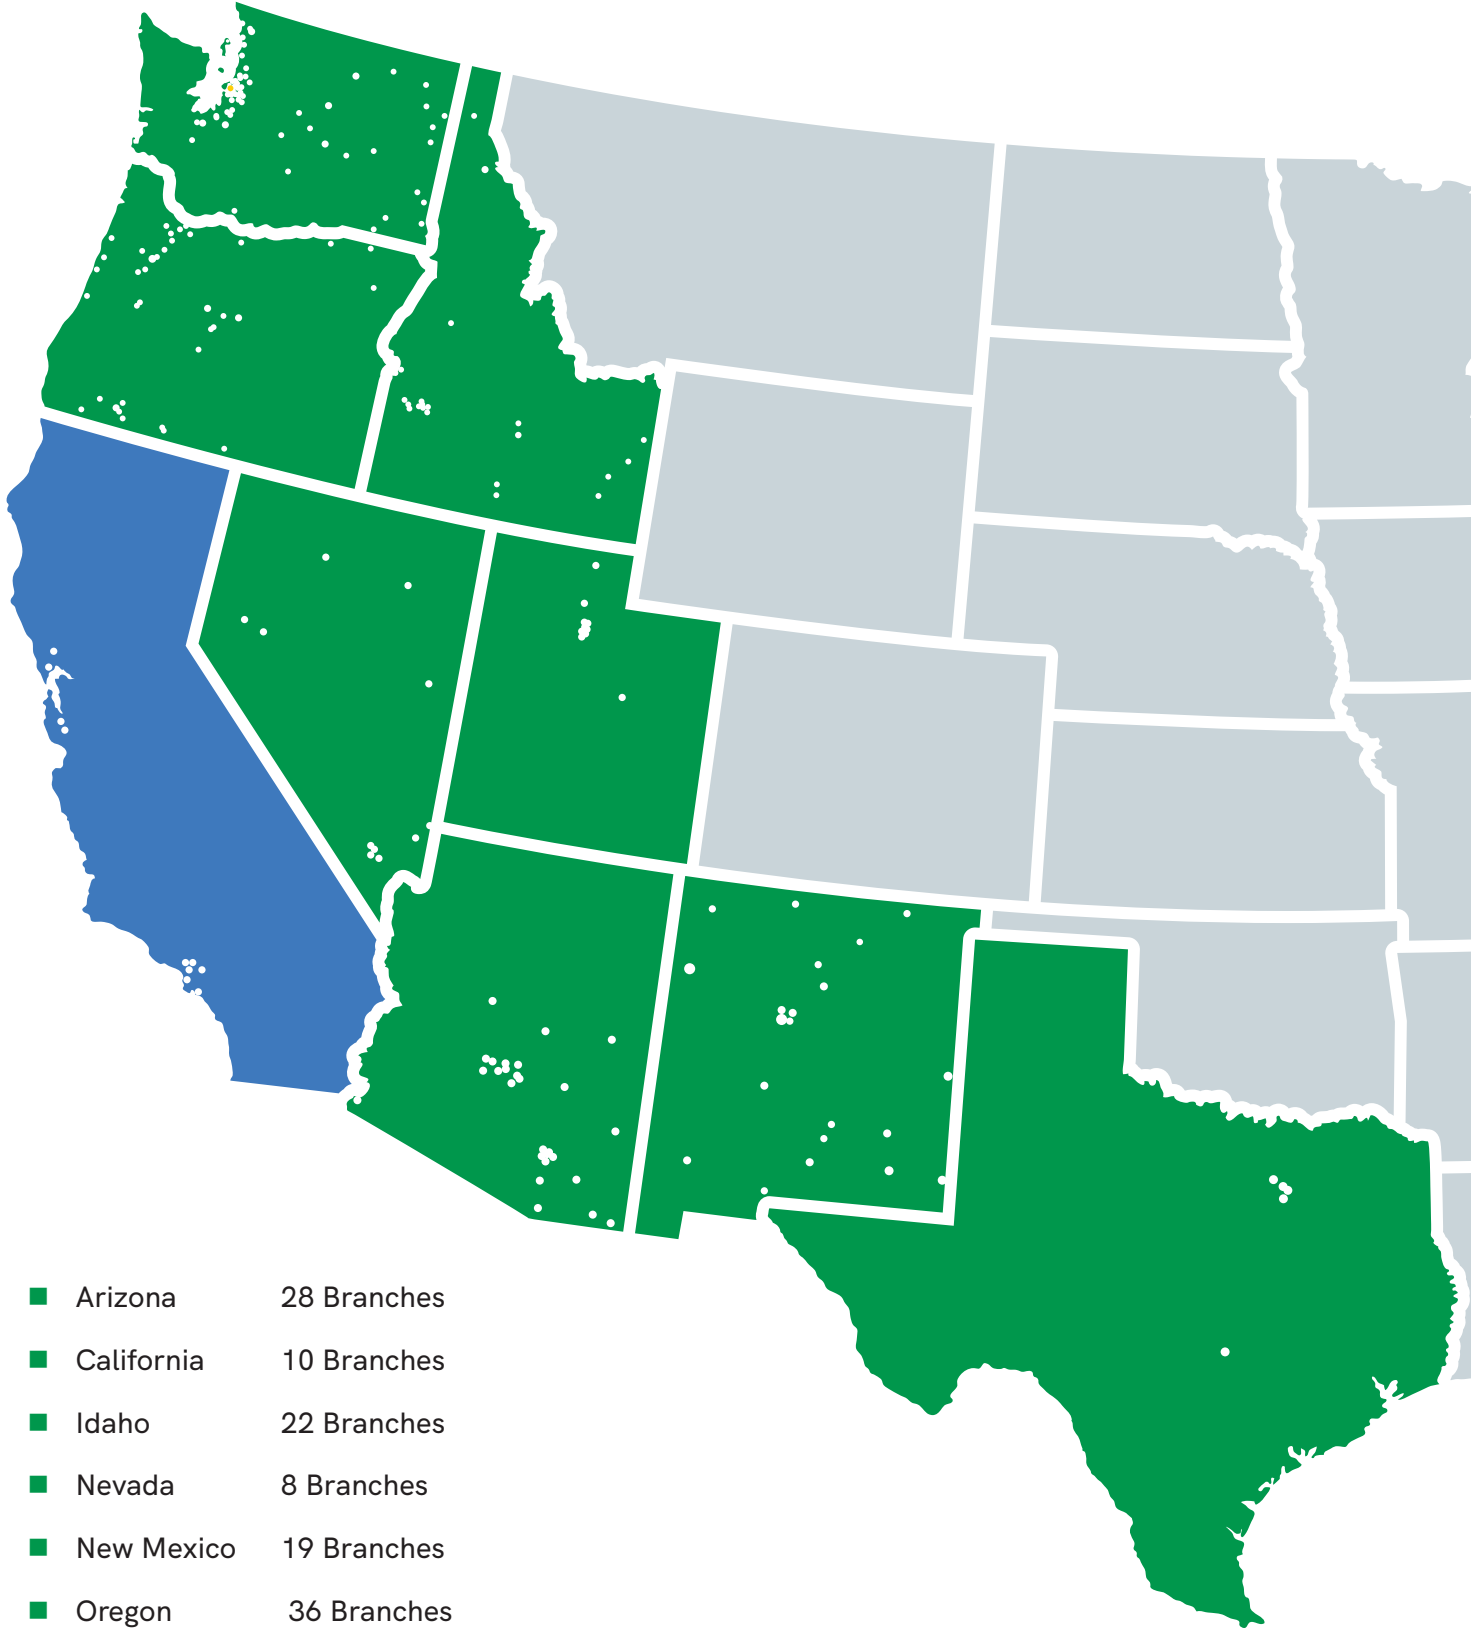 Arizona 28 Branches
California 10 Branches
Idaho 22 Branches
Nevada 8 Branches
New Mexico 19 Branches
Oregon 36 Branches